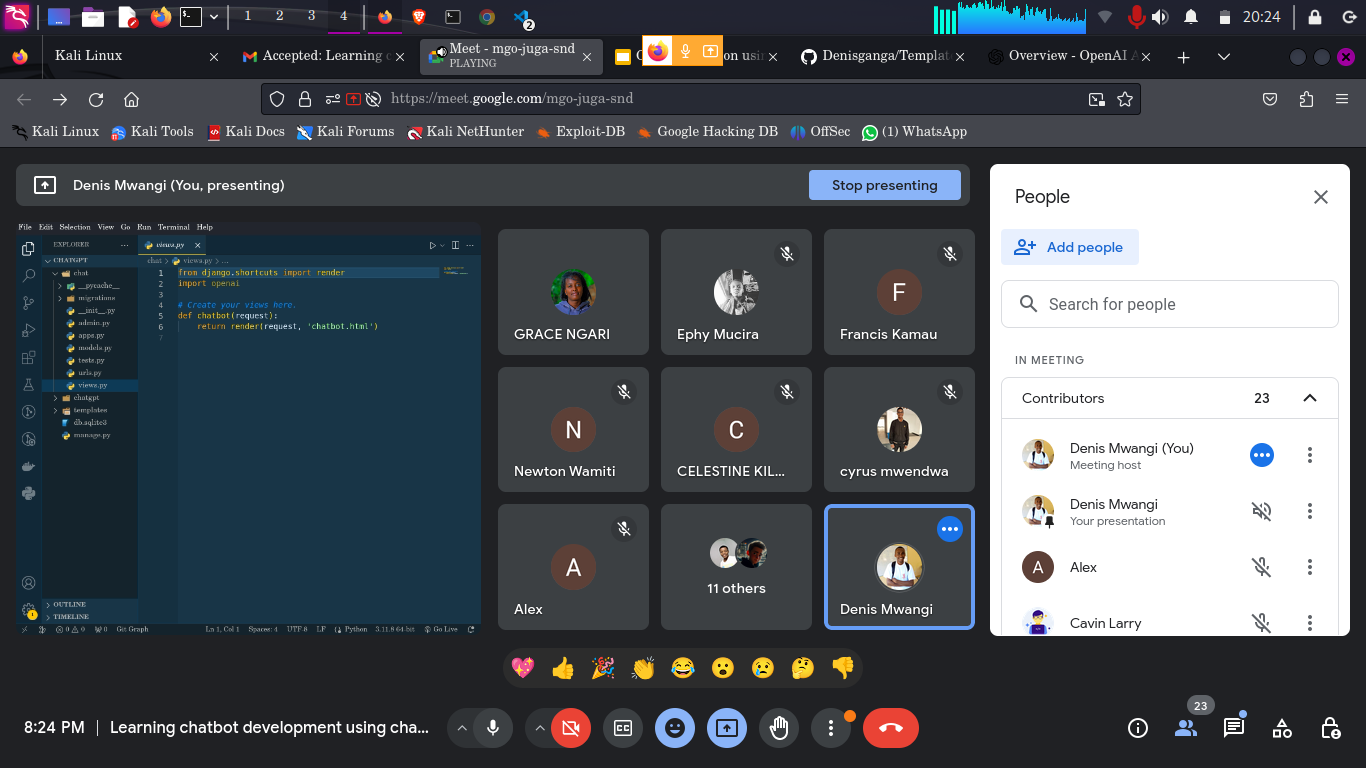 1 2 3 4
2
20:24
Kali Linux
Accepted: Learning c
Meet - mgo-juga-snd
PLAYING
on usi
Denisganga/Templat
Overview - OpenAI A
https://meet.google.com/mgo-juga-snd
Kali Linux
Kali Tools
Kali Docs
Kali Forums
Kali NetHunter
Exploit-DB
Google Hacking DB
OffSec
(1) WhatsApp
Denis Mwangi (You, presenting)
Stop presenting
File Edit Selection View Go Run Terminal Help
EXPLORER
views.py
CHATGPT
chat > views.py > ...
chat
__pycache__
migrations
__init__.py
admin.py
apps.py
models.py
tests.py
urls.py
views.py
chatgpt
templates
db.sqlite3
manage.py
1 from django.shortcuts import render
2 import openai
3
4 # Create your views here.
5 def chatbot(request):
6 return render(request, 'chatbot.html')
7
OUTLINE
TIMELINE
1
0 0 0 Git Graph
Ln 1, Col 1 Spaces: 4 UTF-8 LF Python 3.11.8 64-bit Go Live
GRACE NGARI
Ephy Mucira
F
Francis Kamau
N
Newton Wamiti
C
CELESTINE KIL...
cyrus mwendwa
A
Alex
11 others
Denis Mwangi
People
Add people
Search for people
IN MEETING
Contributors 23
Denis Mwangi (You)
Meeting host
Denis Mwangi
Your presentation
A
Alex
Cavin Larry
8:24 PM | Learning chatbot development using cha...
CC
23